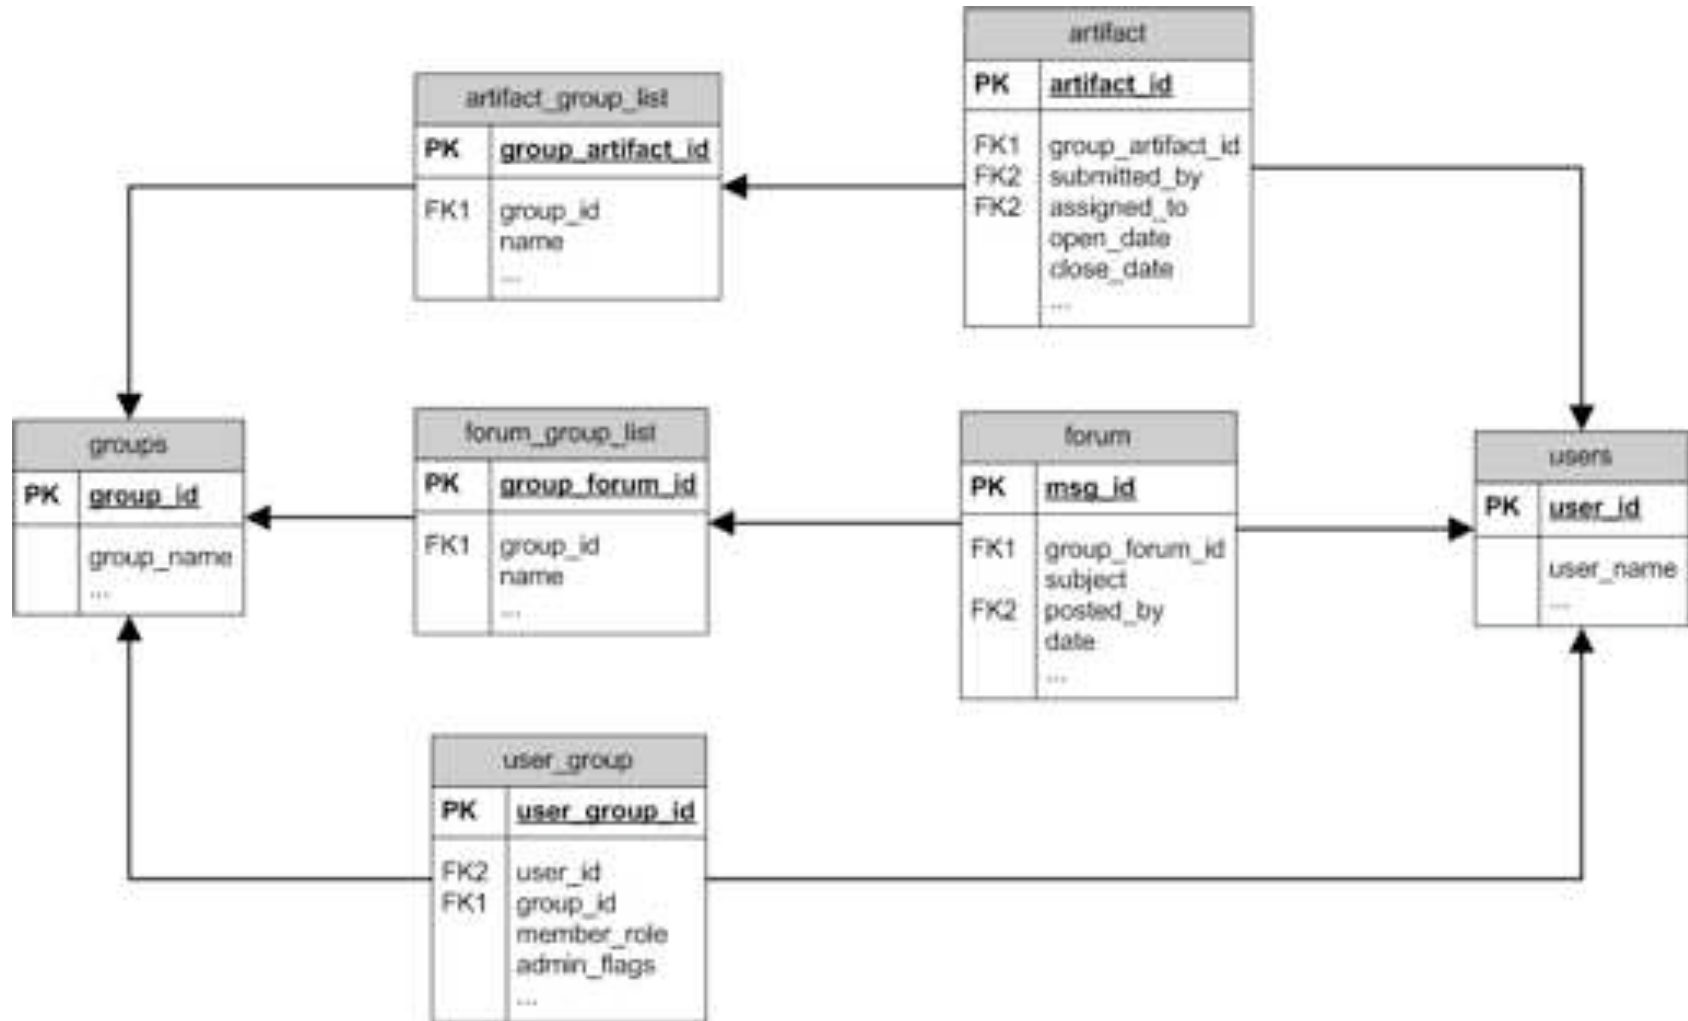 artifact
PK artifact_id
FK1 group_artifact_id
FK2 submitted_by
FK2 assigned_to
open_date
close_date
...
artifact_group_list
PK group_artifact_id
FK1 group_id
name
...
groups
PK group_id
group_name
...
forum_group_list
PK group_forum_id
FK1 group_id
name
...
forum
PK msg_id
FK1 group_forum_id
subject
FK2 posted_by
date
...
users
PK user_id
user_name
...
user_group
PK user_group_id
FK2 user_id
FK1 group_id
member_role
admin_flags
...